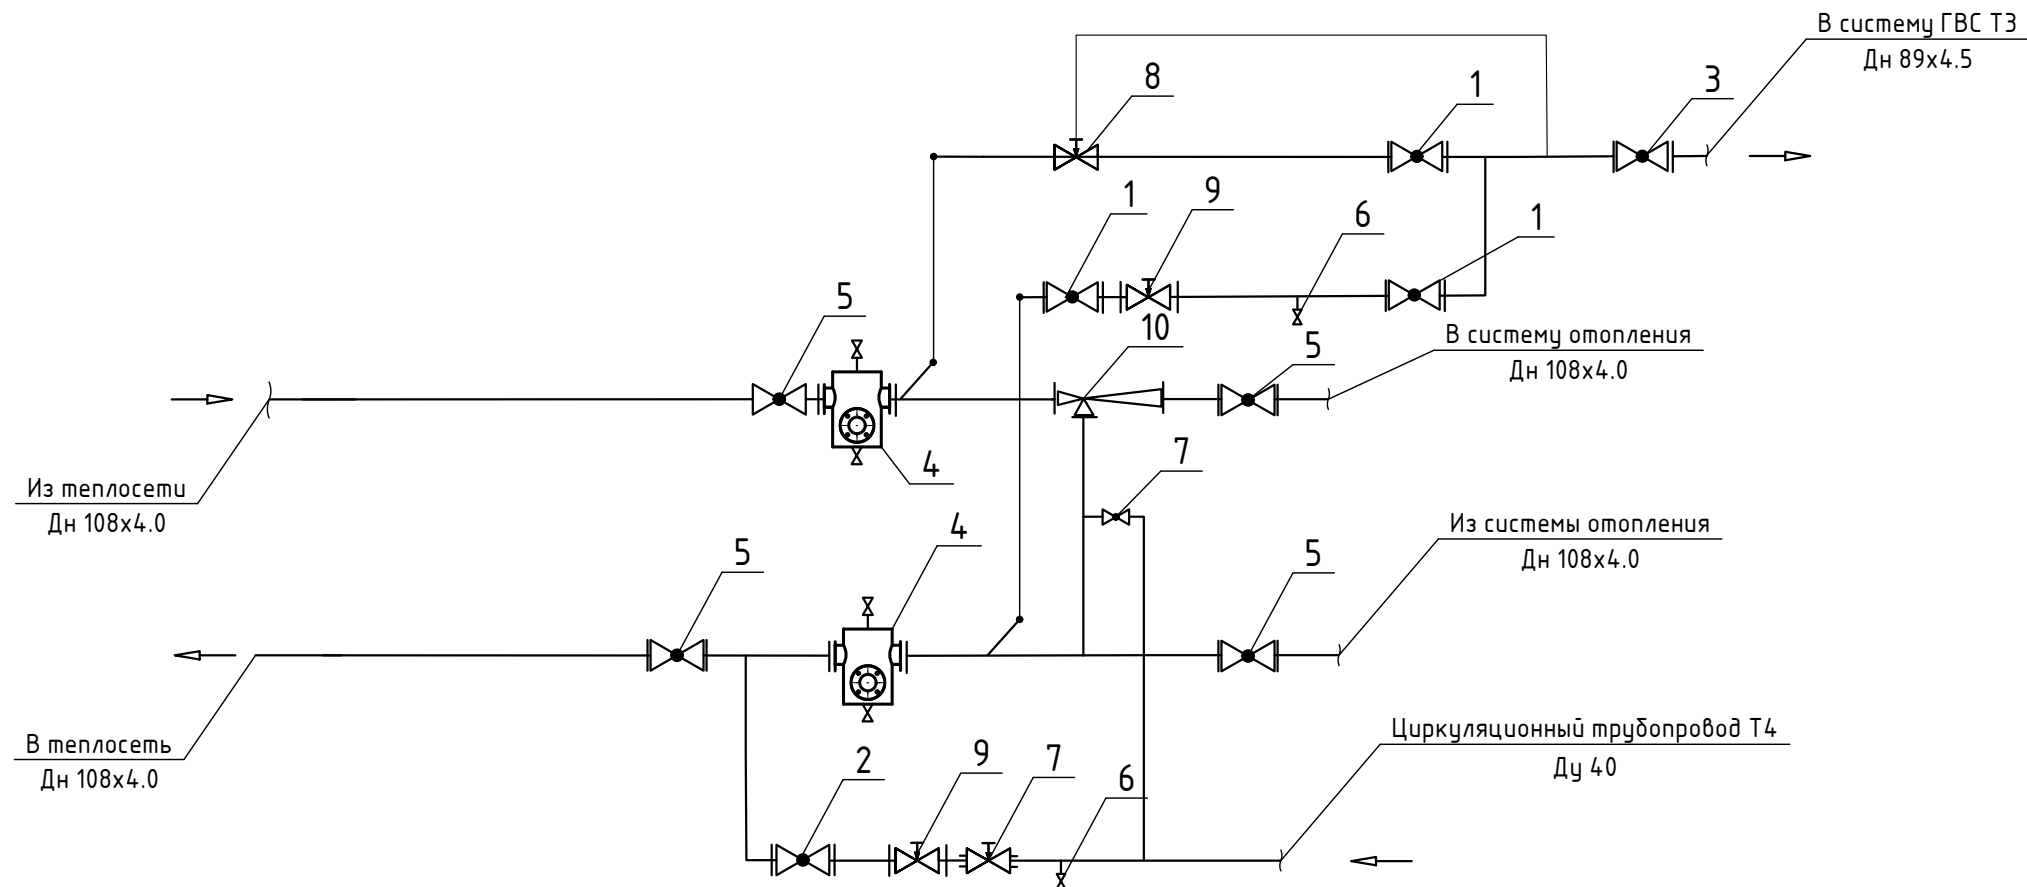 В систему ГВС Т3
Дн 89х4.5
8
1
3
1
9
6
1
5
10
В систему отопления
Дн 108х4.0
5
4
Из теплосети
Дн 108х4.0
7
5
4
Из системы отопления
Дн 108х4.0
5
В теплосеть
Дн 108х4.0
2
9
7
6
Циркуляционный трубопровод Т4
Ду 40